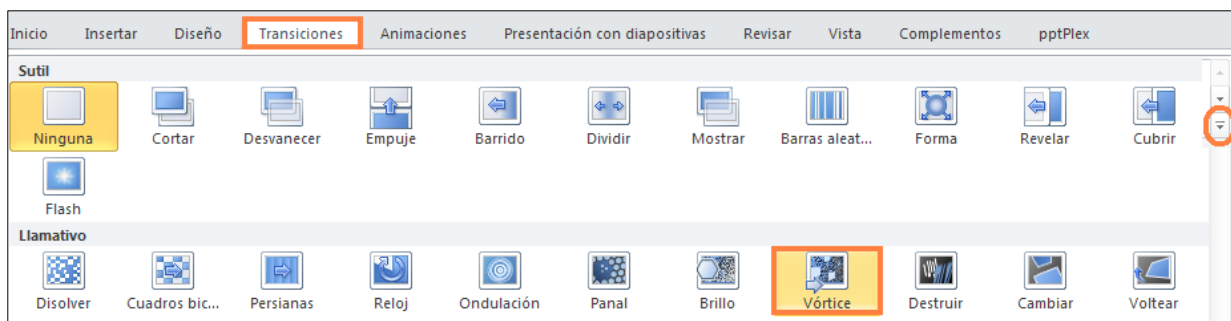 Inicio Insertar Diseño Transiciones Animaciones Presentación con diapositivas Revisar Vista Complementos pptPlex
Sutil
Ninguna Cortar Desvanecer Empuje Barrido Dividir Mostrar Barras aleat... Forma Revelar Cubrir
Flash
Llamativo
Disolver Cuadros bic... Persianas Reloj Ondulación Panal Brillo Vórtice Destruir Cambiar Voltear